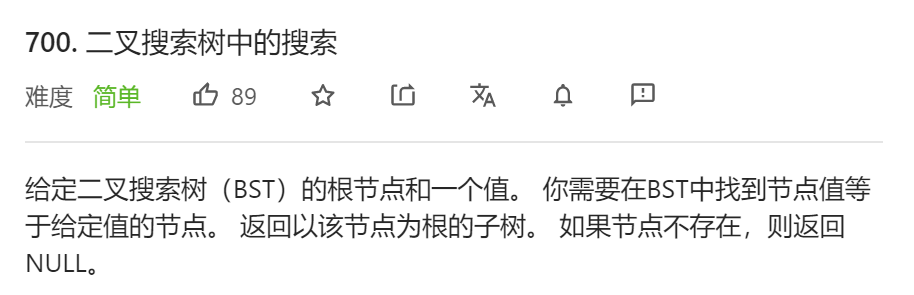 700. 二叉搜索树中的搜索
难度 简单 89
给定二叉搜索树（BST）的根节点和一个值。 你需要在BST中找到节点值等
于给定值的节点。 返回以该节点为根的子树。 如果节点不存在，则返回
NULL。